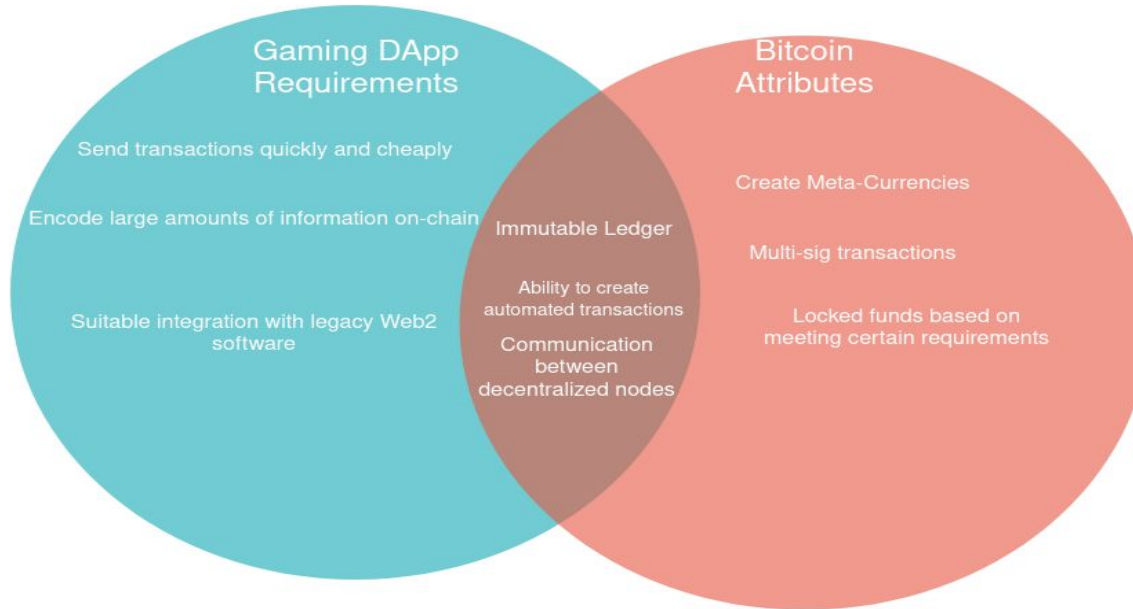 Gaming DApp
Requirements
Send transactions quickly and cheaply
Encode large amounts of information on-chain
Suitable integration with legacy Web2
software
Immutable Ledger
Ability to create
automated transactions
Communication
between
decentralized nodes
Bitcoin
Attributes
Create Meta-Currencies
Multi-sig transactions
Locked funds based on
meeting certain requirements